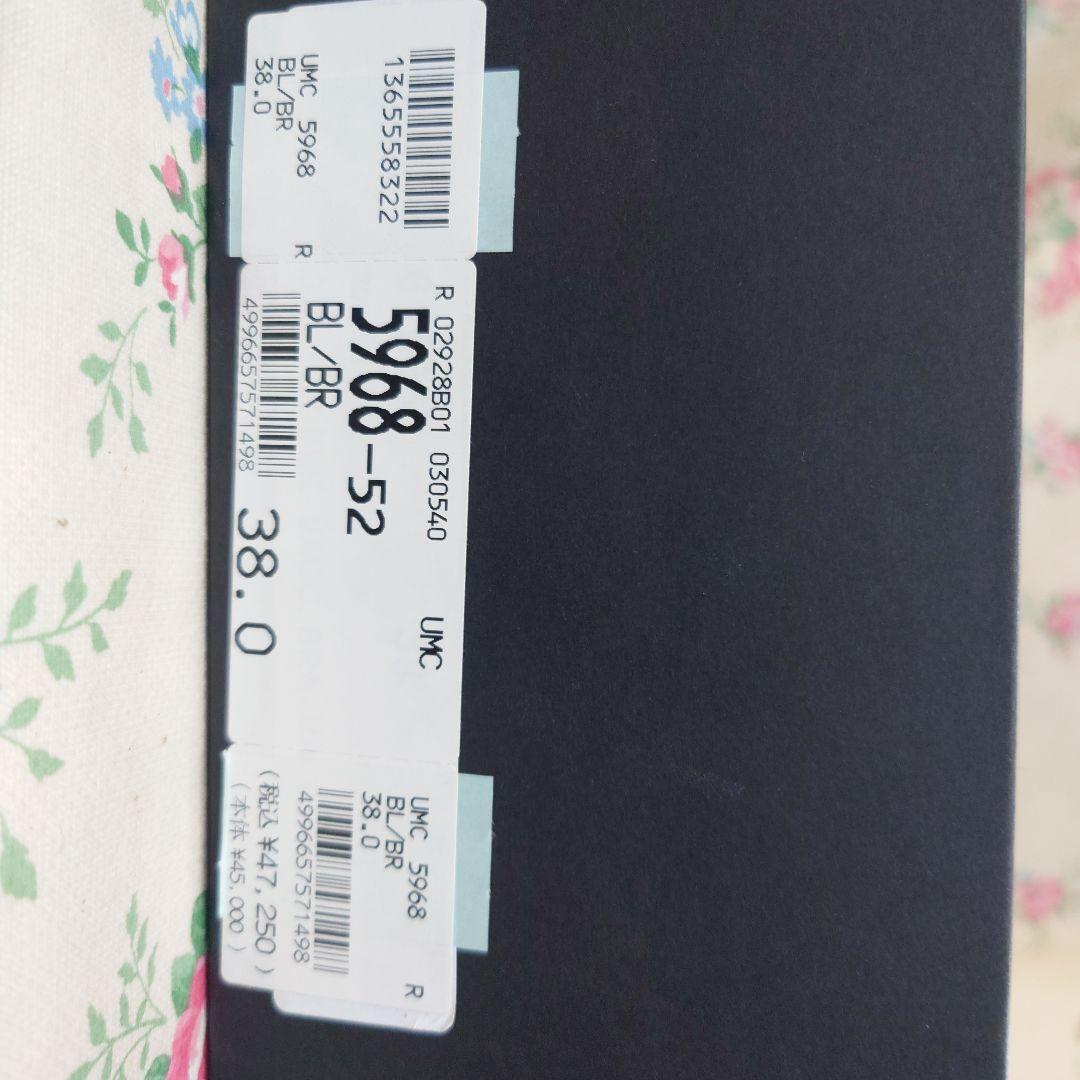 UMC 5968 R
BL/BR
38.0
1365558322
R 02928B01 030540 UMC
5968-52
BL/BR
4996657571498
38.0
UMC 5968 R
BL/BR
38.0
4996657571498
(税込 ¥47,250)
(本体 ¥45,000)